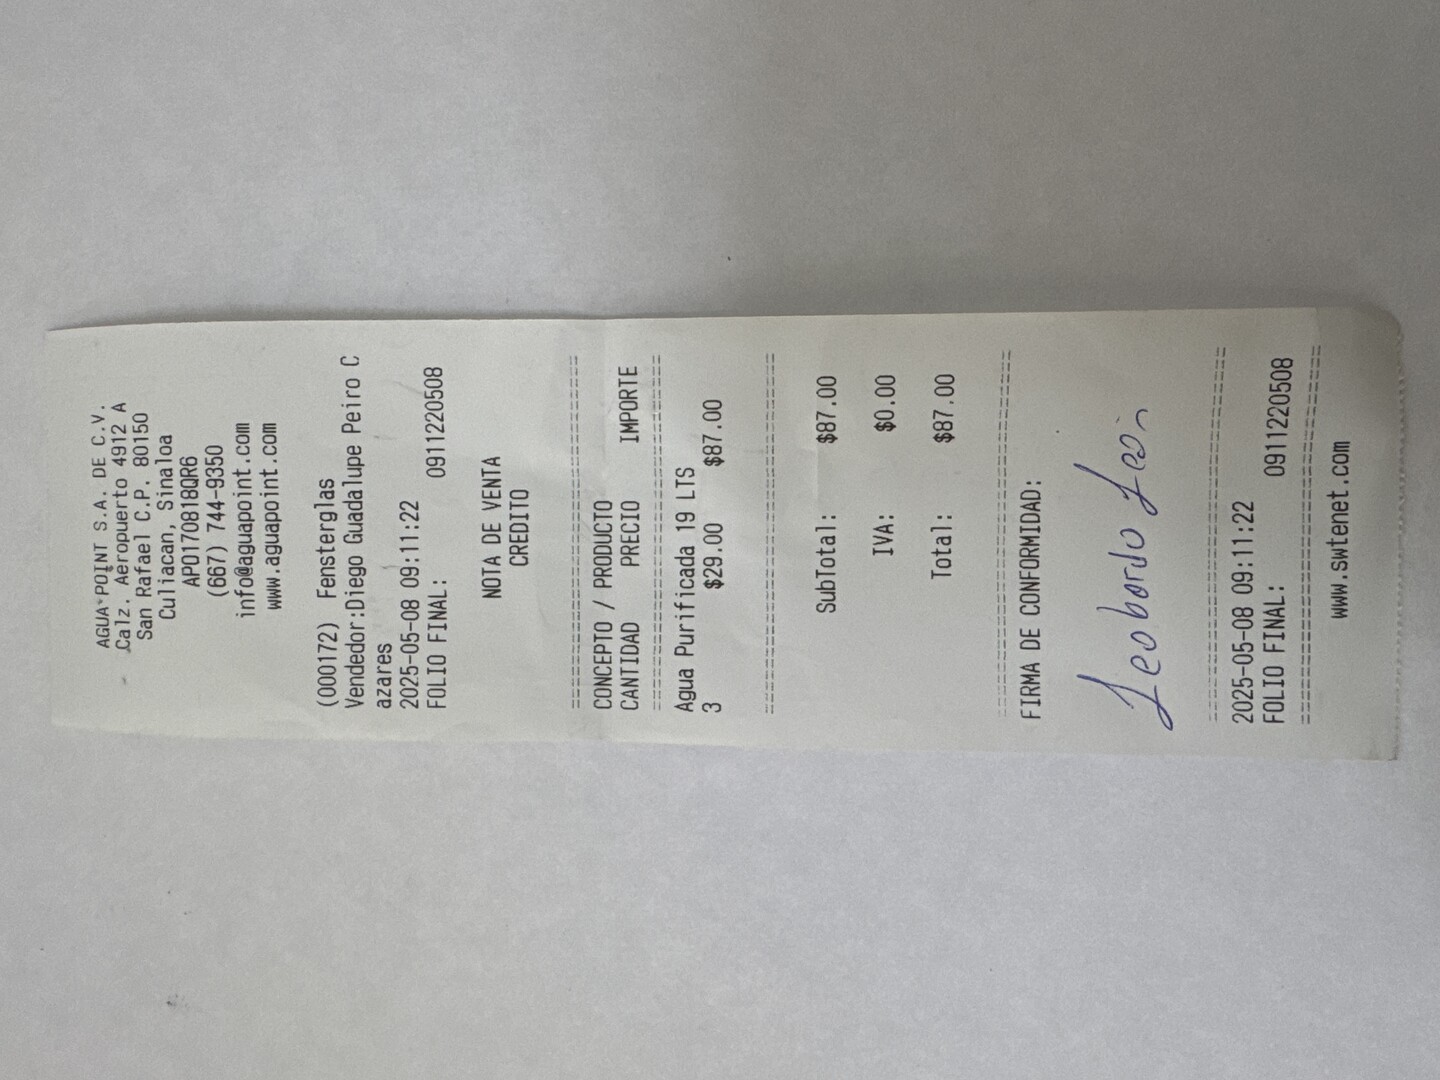 AGUA POINT S.A. DE C.V.
Calz. Aeropuerto 4912 A
San Rafael C.P. 80150
Culiacan, Sinaloa
APO170818QR6
(667) 744-9350
info@aguapoint.com
www.aguapoint.com
(000172) Fensterglas
Vendedor:Diego Guadalupe Peiro C
azares
2025-05-08 09:11:22
FOLIO FINAL: 0911220508
NOTA DE VENTA
CREDITO
================================
CONCEPTO / PRODUCTO
CANTIDAD PRECIO IMPORTE
================================
Agua Purificada 19 LTS
3 $29.00 $87.00
================================
SubTotal: $87.00
IVA: $0.00
Total: $87.00
================================
FIRMA DE CONFORMIDAD:
Leobardo León
================================
2025-05-08 09:11:22
FOLIO FINAL: 0911220508
================================
www.swtenet.com